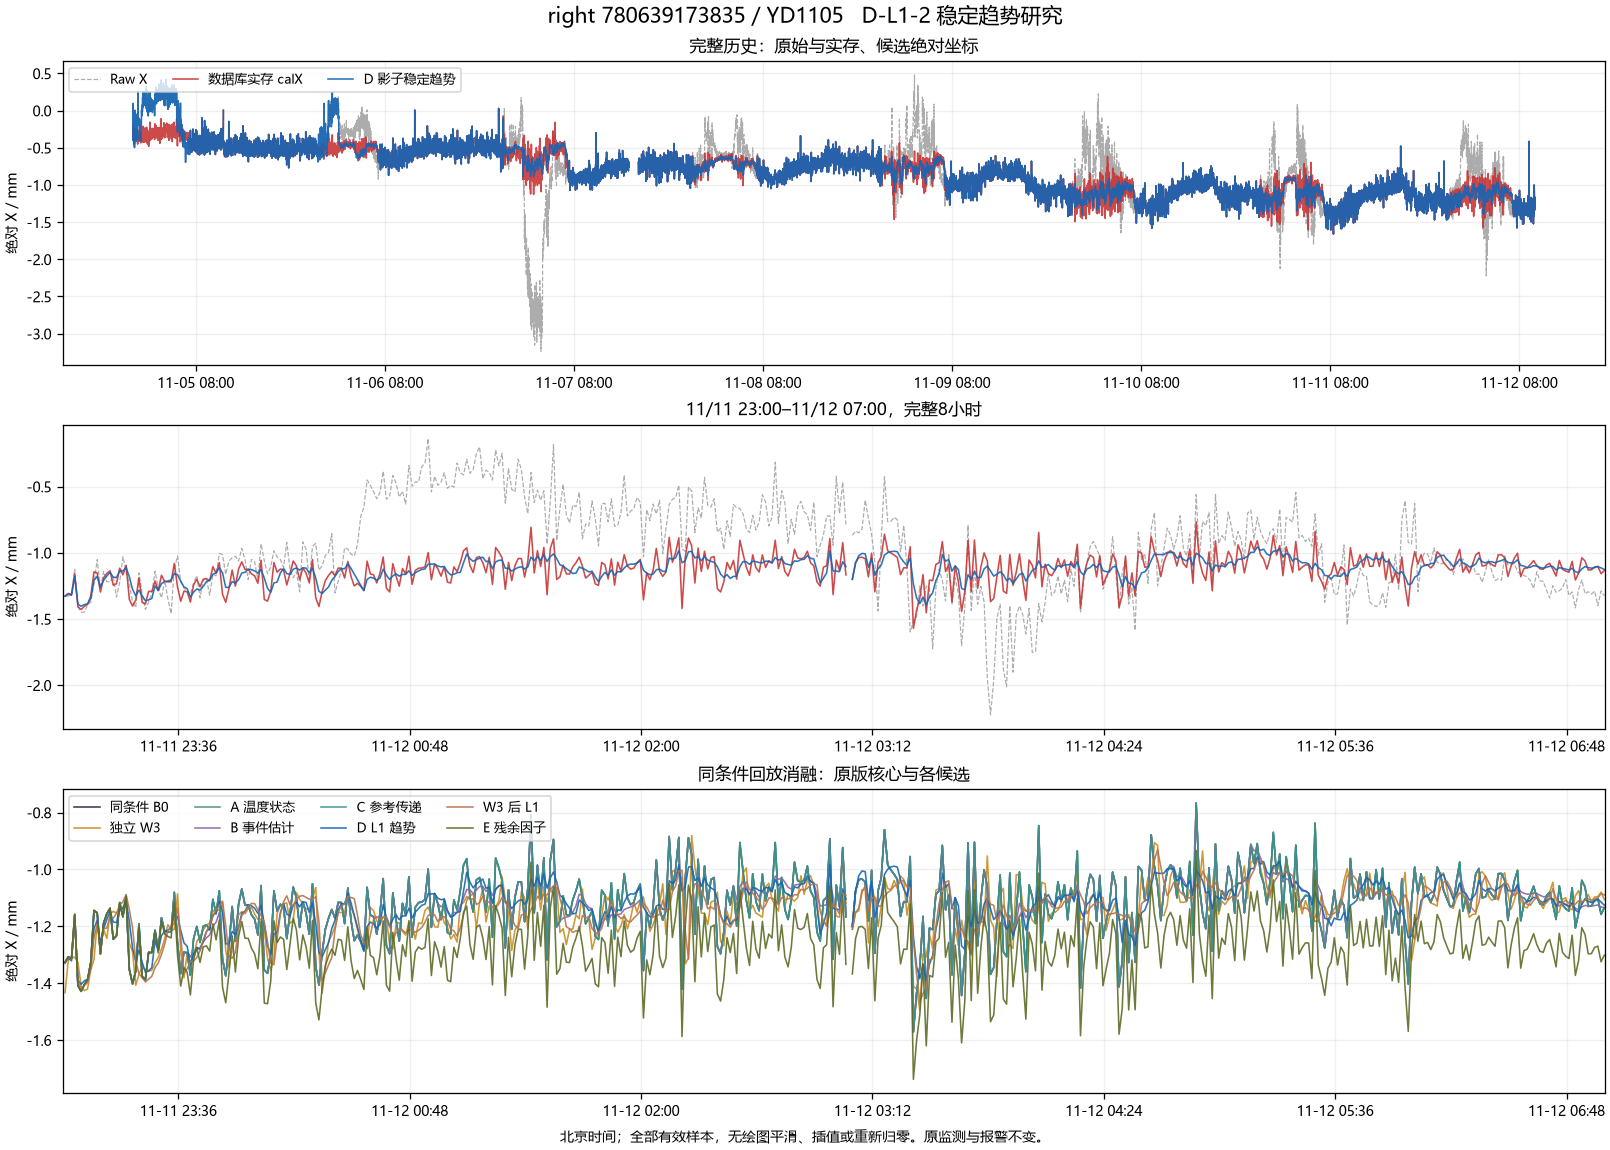 right 780639173835 / YD1105   D-L1-2 稳定趋势研究
完整历史：原始与实存、候选绝对坐标
Raw X  数据库实存 calX  D 影子稳定趋势
绝对 X / mm
0.5
0.0
-0.5
-1.0
-1.5
-2.0
-2.5
-3.0
11-05 08:00  11-06 08:00  11-07 08:00  11-08 08:00  11-09 08:00  11-10 08:00  11-11 08:00  11-12 08:00
11/11 23:00–11/12 07:00，完整8小时
绝对 X / mm
-0.5
-1.0
-1.5
-2.0
11-11 23:36  11-12 00:48  11-12 02:00  11-12 03:12  11-12 04:24  11-12 05:36  11-12 06:48
同条件回放消融：原版核心与各候选
同条件 B0  A 温度状态  C 参考传递  W3 后 L1
独立 W3  B 事件估计  D L1 趋势  E 残余因子
绝对 X / mm
-0.8
-1.0
-1.2
-1.4
-1.6
11-11 23:36  11-12 00:48  11-12 02:00  11-12 03:12  11-12 04:24  11-12 05:36  11-12 06:48
北京时间；全部有效样本，无绘图平滑、插值或重新归零。原监测与报警不变。